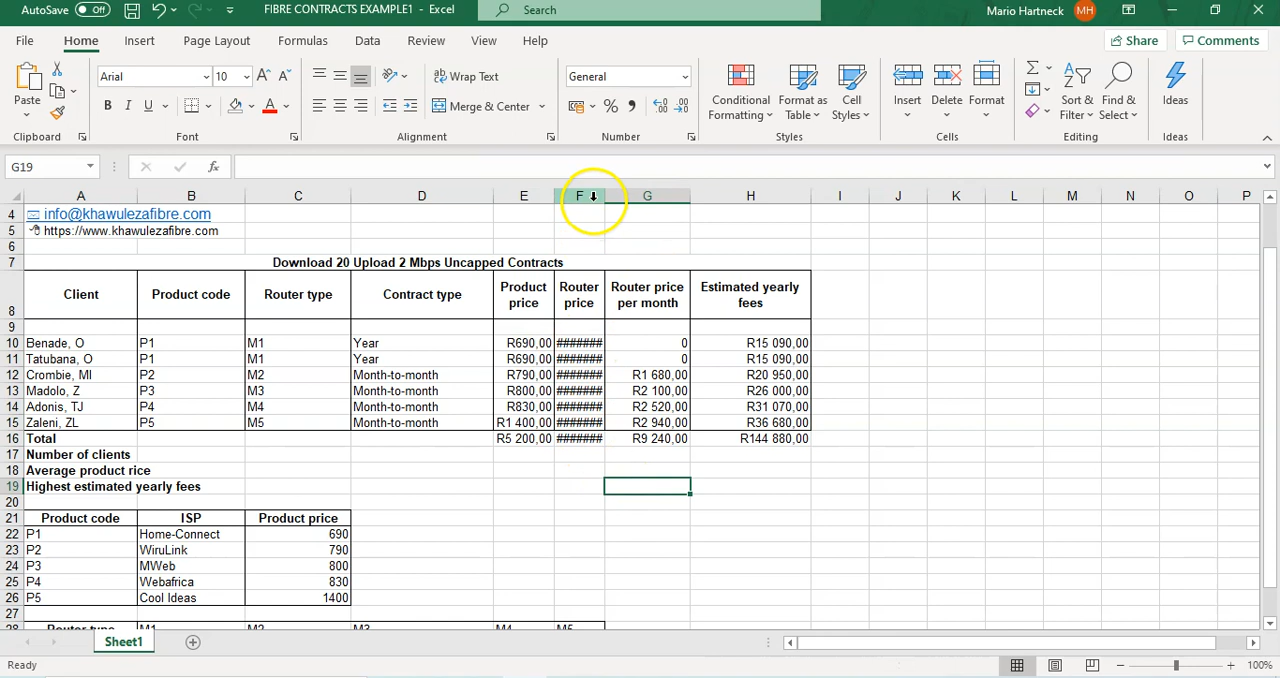 AutoSave Off FIBRE CONTRACTS EXAMPLE1 - Excel Search Mario Hartneck MH
File Home Insert Page Layout Formulas Data Review View Help Share Comments
Arial 10 Wrap Text General
Paste Merge & Center Conditional Formatting Format as Table Cell Styles Insert Delete Format Sort & Filter Find & Select Ideas
Clipboard Font Alignment Number Styles Cells Editing Ideas
G19
A B C D E F G H I J K L M N O P
4 info@khawulezafibre.com
5 https://www.khawulezafibre.com
6
7 Download 20 Upload 2 Mbps Uncapped Contracts
8 Client Product code Router type Contract type Product price Router price Router price per month Estimated yearly fees
9
10 Benade, O P1 M1 Year R690,00 ####### 0 R15 090,00
11 Tatubana, O P1 M1 Year R690,00 ####### 0 R15 090,00
12 Crombie, MI P2 M2 Month-to-month R790,00 ####### R1 680,00 R20 950,00
13 Madolo, Z P3 M3 Month-to-month R800,00 ####### R2 100,00 R26 000,00
14 Adonis, TJ P4 M4 Month-to-month R830,00 ####### R2 520,00 R31 070,00
15 Zaleni, ZL P5 M5 Month-to-month R1 400,00 ####### R2 940,00 R36 680,00
16 Total R5 200,00 ####### R9 240,00 R144 880,00
17 Number of clients
18 Average product rice
19 Highest estimated yearly fees
20
21 Product code ISP Product price
22 P1 Home-Connect 690
23 P2 WiruLink 790
24 P3 MWeb 800
25 P4 Webafrica 830
26 P5 Cool Ideas 1400
27
28 Router type M1 M2 M3 M4 M5
Sheet1
Ready 100%